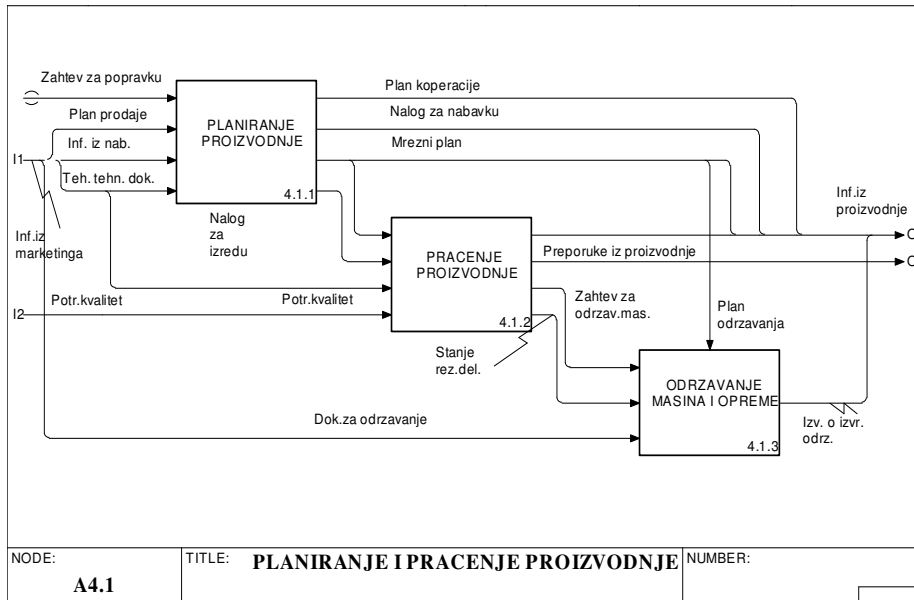 Zahtev za popravku
Plan prodaje
Inf. iz nab.
I1
Teh. tehn. dok.
Inf.iz
marketinga
PLANIRANJE
PROIZVODNJE
4.1.1
Plan koperacije
Nalog za nabavku
Mrezni plan
Nalog
za
izredu
Inf.iz
proizvodnje
O
O
PRACENJE
PROIZVODNJE
4.1.2
Preporuke iz proizvodnje
Potr.kvalitet
Potr.kvalitet
I2
Zahtev za
odrzav.mas.
Plan
odrzavanja
Stanje
rez.del.
ODRZAVANJE
MASINA I OPREME
4.1.3
Dok.za odrzavanje
Izv. o izvr.
odrz.
NODE:
A4.1
TITLE: PLANIRANJE I PRACENJE PROIZVODNJE
NUMBER: